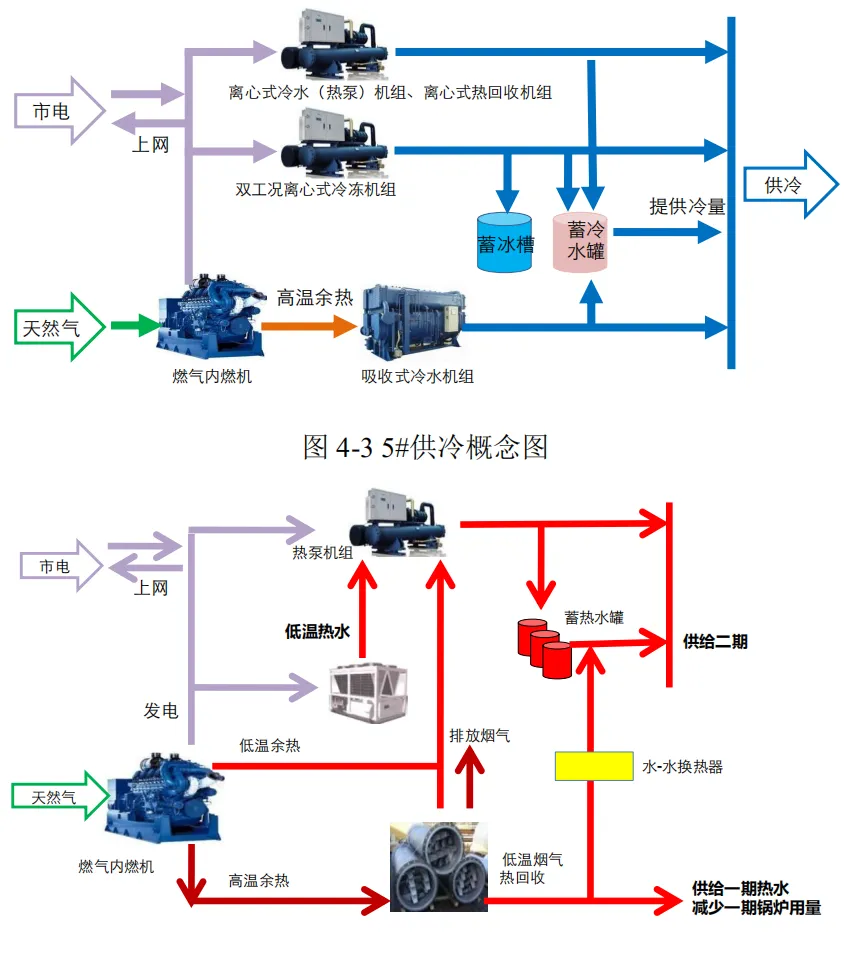 离心式冷水（热泵）机组、离心式热回收机组
市电
上网
双工况离心式冷冻机组
供冷
提供冷量
蓄冰槽
蓄冷
水罐
高温余热
天然气
燃气内燃机
吸收式冷水机组
图 4-3 5#供冷概念图
热泵机组
市电
上网
蓄热水罐
低温热水
供给二期
发电
排放烟气
低温余热
水-水换热器
天然气
燃气内燃机
高温余热
低温烟气
热回收
供给一期热水
减少一期锅炉用量